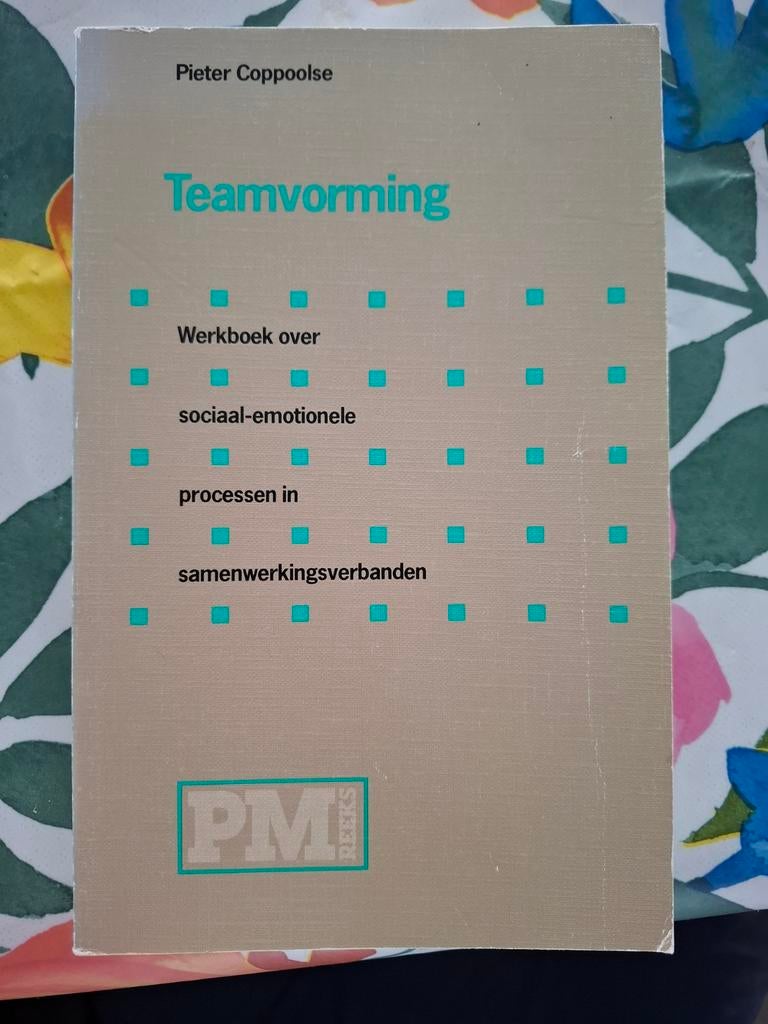 Pieter Coppoolse
Teamvorming
Werkboek over
sociaal-emotionele
processen in
samenwerkingsverbanden
PM REEKS